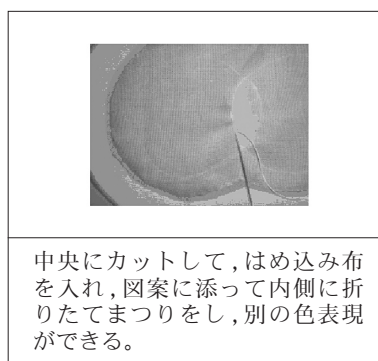 中央にカットして,はめ込み布
を入れ,図案に添って内側に折
りたてまつりをし,別の色表現
ができる。